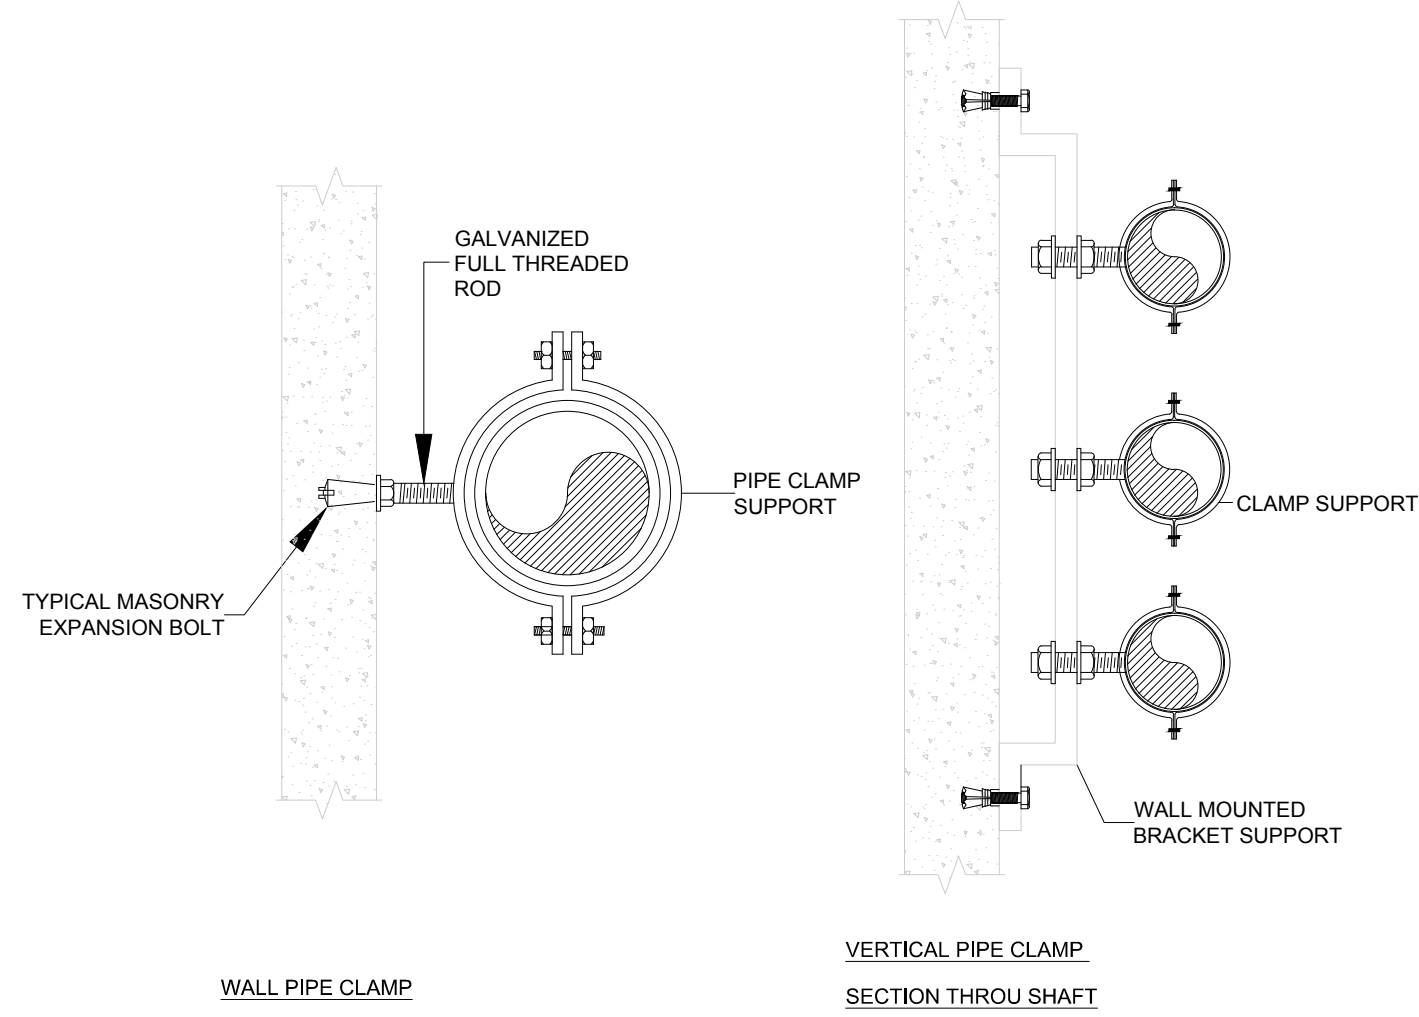 GALVANIZED
FULL THREADED
ROD
PIPE CLAMP
SUPPORT
TYPICAL MASONRY
EXPANSION BOLT
WALL PIPE CLAMP
CLAMP SUPPORT
WALL MOUNTED
BRACKET SUPPORT
VERTICAL PIPE CLAMP
SECTION THROU SHAFT